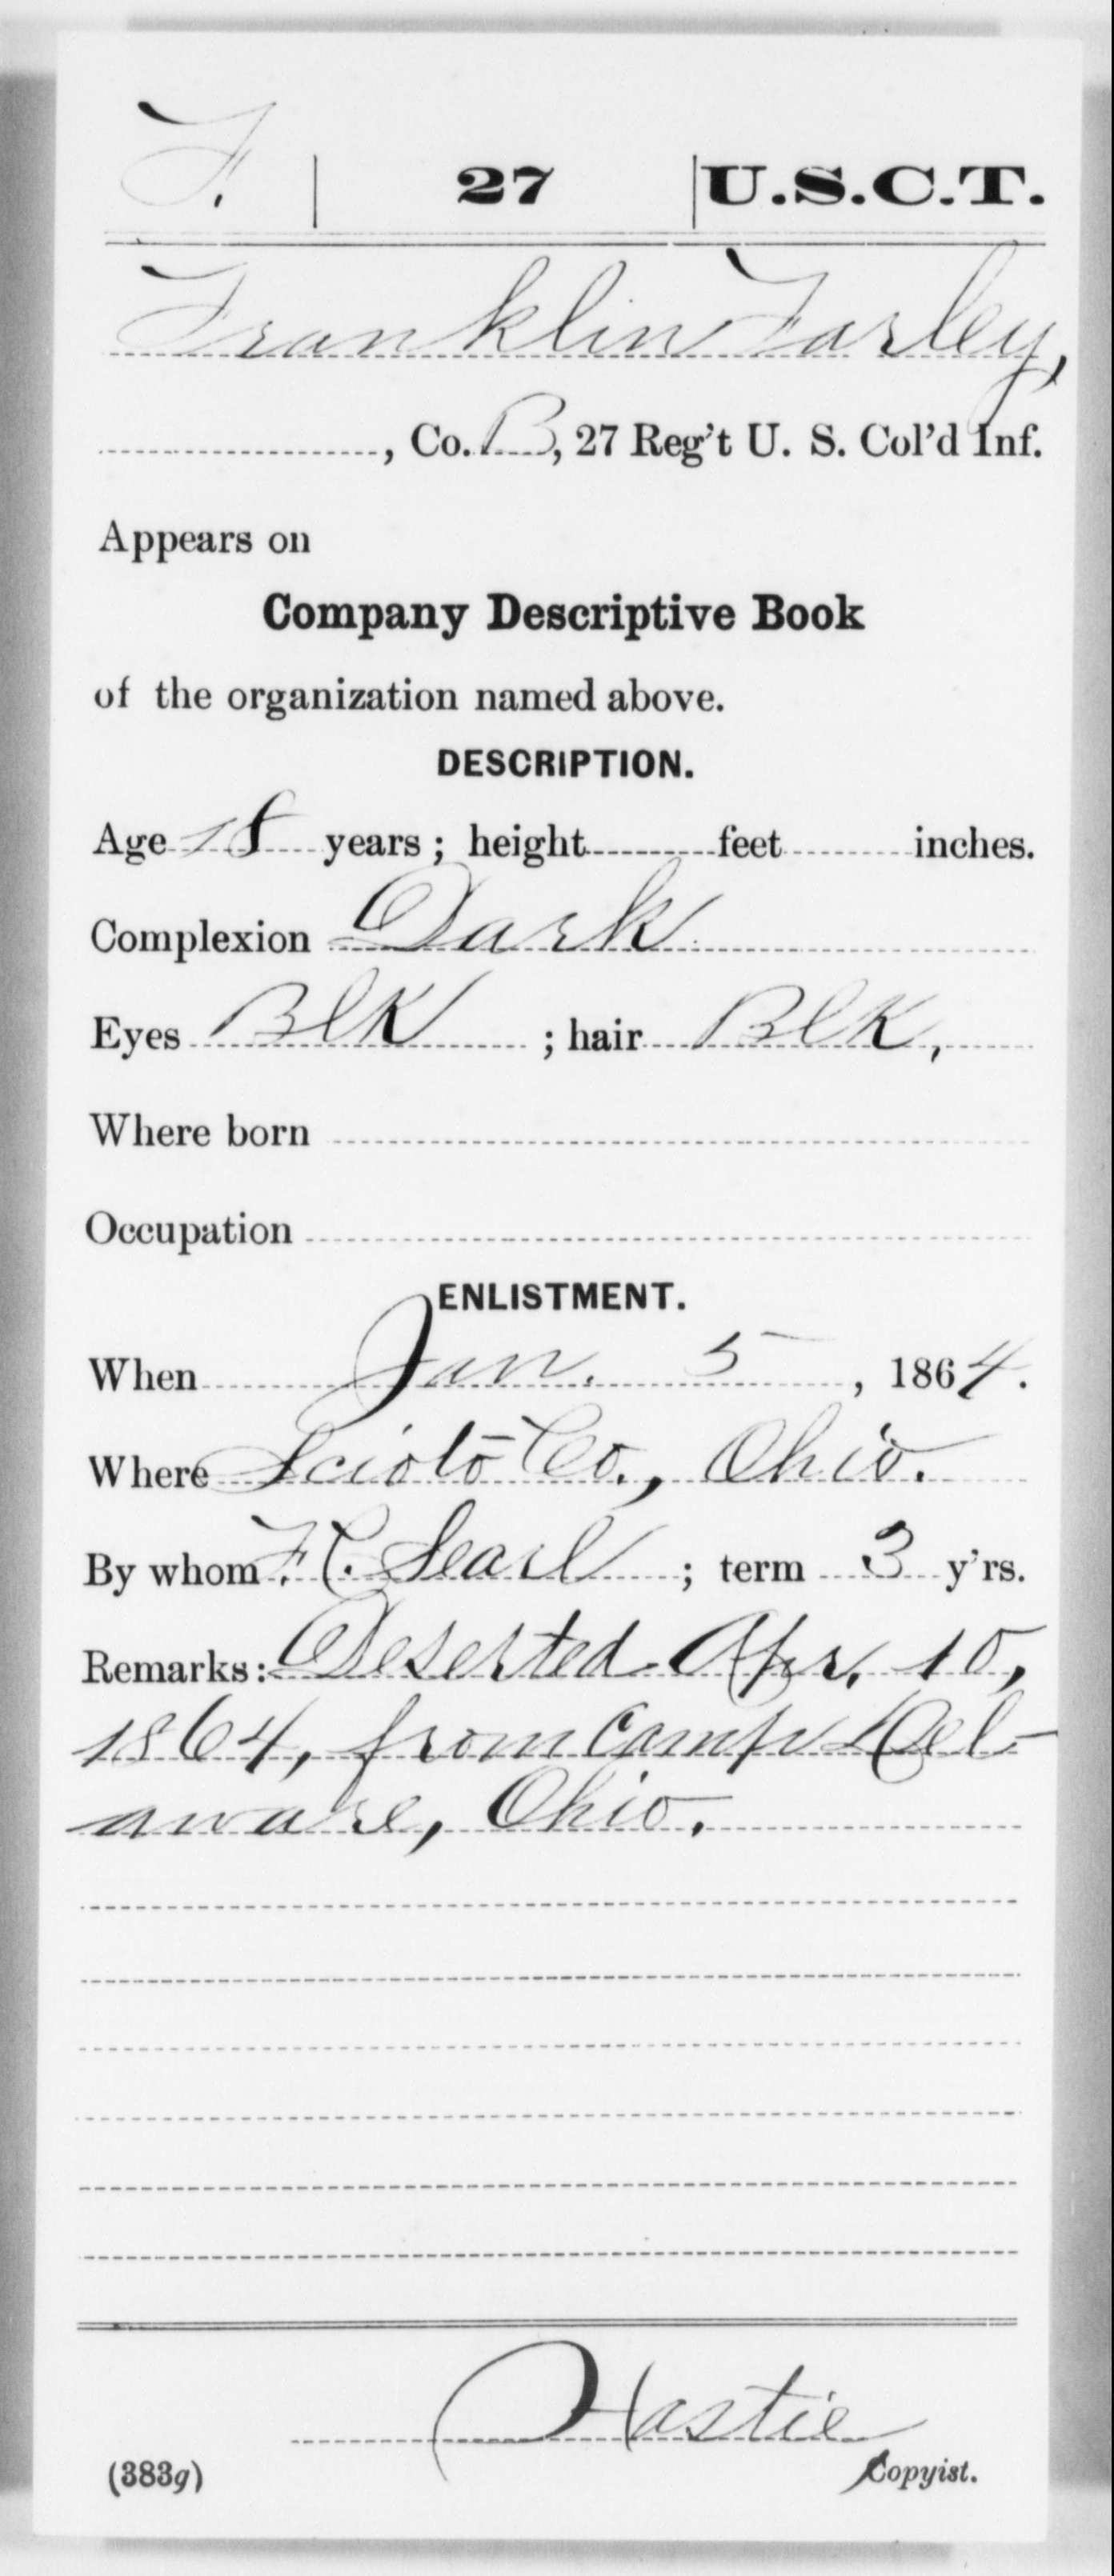 F. 27 U.S.C.T.
Franklin Farley,
, Co. B, 27 Reg't U. S. Col'd Inf.
Appears on
Company Descriptive Book
of the organization named above.
DESCRIPTION.
Age 18 years; height feet inches.
Complexion Dark
Eyes Blk ; hair Blk,
Where born
Occupation
ENLISTMENT.
When Jan. 5, 1864.
Where Scioto Co., Ohio.
By whom F.C. Searl ; term 3 y'rs.
Remarks: Deserted Apr. 10,
1864, from Camp Del-
aware, Ohio.
Hastie
(383g) Copyist.